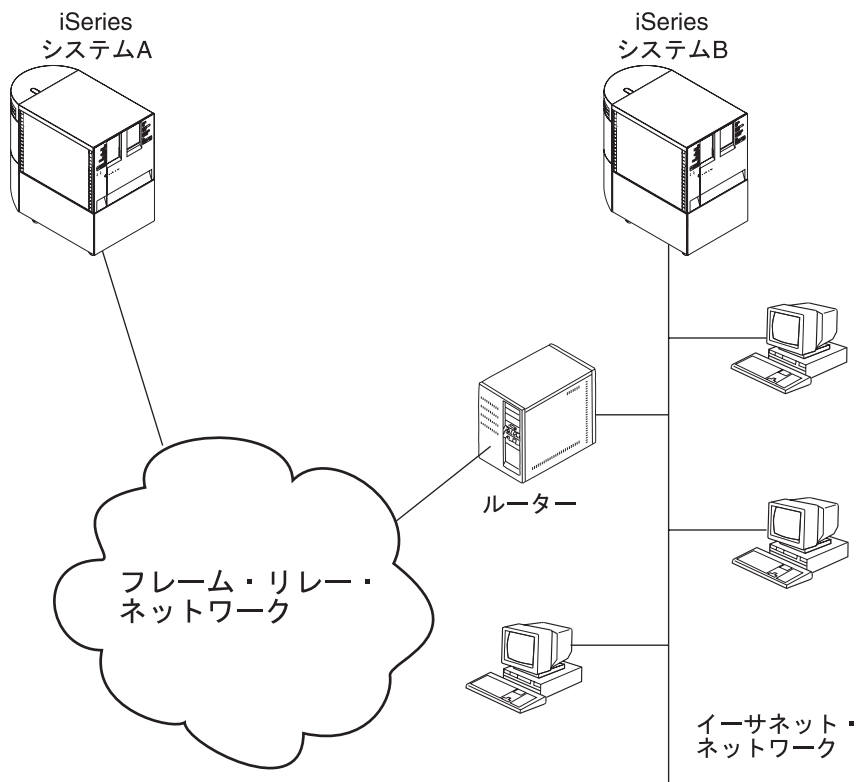 iSeries
システムA
iSeries
システムB
ルーター
フレーム・リレー・
ネットワーク
イーサネット・
ネットワーク